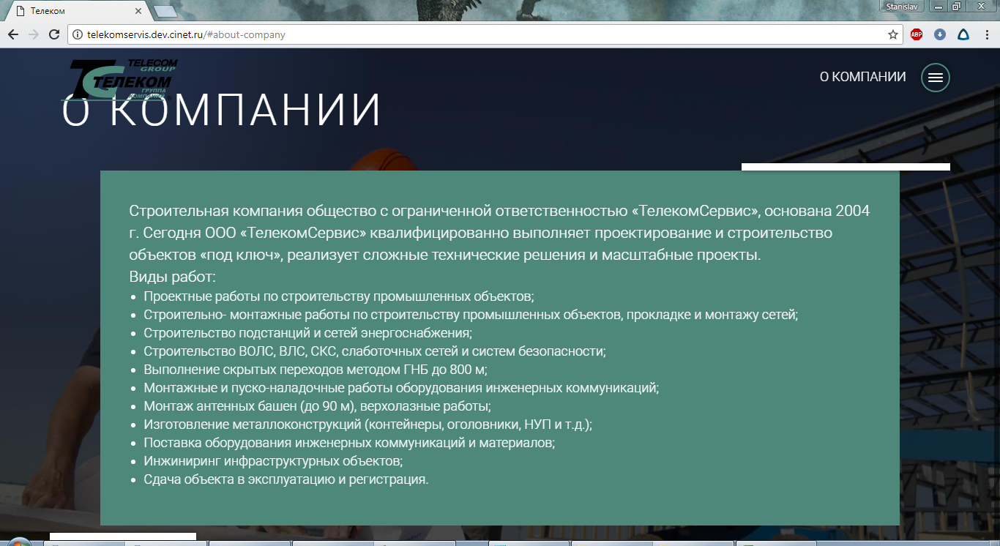 Телеком
Stanislav
telekomservis.dev.cinet.ru/#about-company
ABP
TELECOM
GROUP
ТЕЛЕКОМ
ГРУППА
КОМПАНИЙ
О КОМПАНИИ
О КОМПАНИИ
Строительная компания общество с ограниченной ответственностью «ТелекомСервис», основана 2004
г. Сегодня ООО «ТелекомСервис» квалифицированно выполняет проектирование и строительство
объектов «под ключ», реализует сложные технические решения и масштабные проекты.
Виды работ:
• Проектные работы по строительству промышленных объектов;
• Строительно- монтажные работы по строительству промышленных объектов, прокладке и монтажу сетей;
• Строительство подстанций и сетей энергоснабжения;
• Строительство ВОЛС, ВЛС, СКС, слаботочных сетей и систем безопасности;
• Выполнение скрытых переходов методом ГНБ до 800 м;
• Монтажные и пуско-наладочные работы оборудования инженерных коммуникаций;
• Монтаж антенных башен (до 90 м), верхолазные работы;
• Изготовление металлоконструкций (контейнеры, оголовники, НУП и т.д.);
• Поставка оборудования инженерных коммуникаций и материалов;
• Инжиниринг инфраструктурных объектов;
• Сдача объекта в эксплуатацию и регистрация.